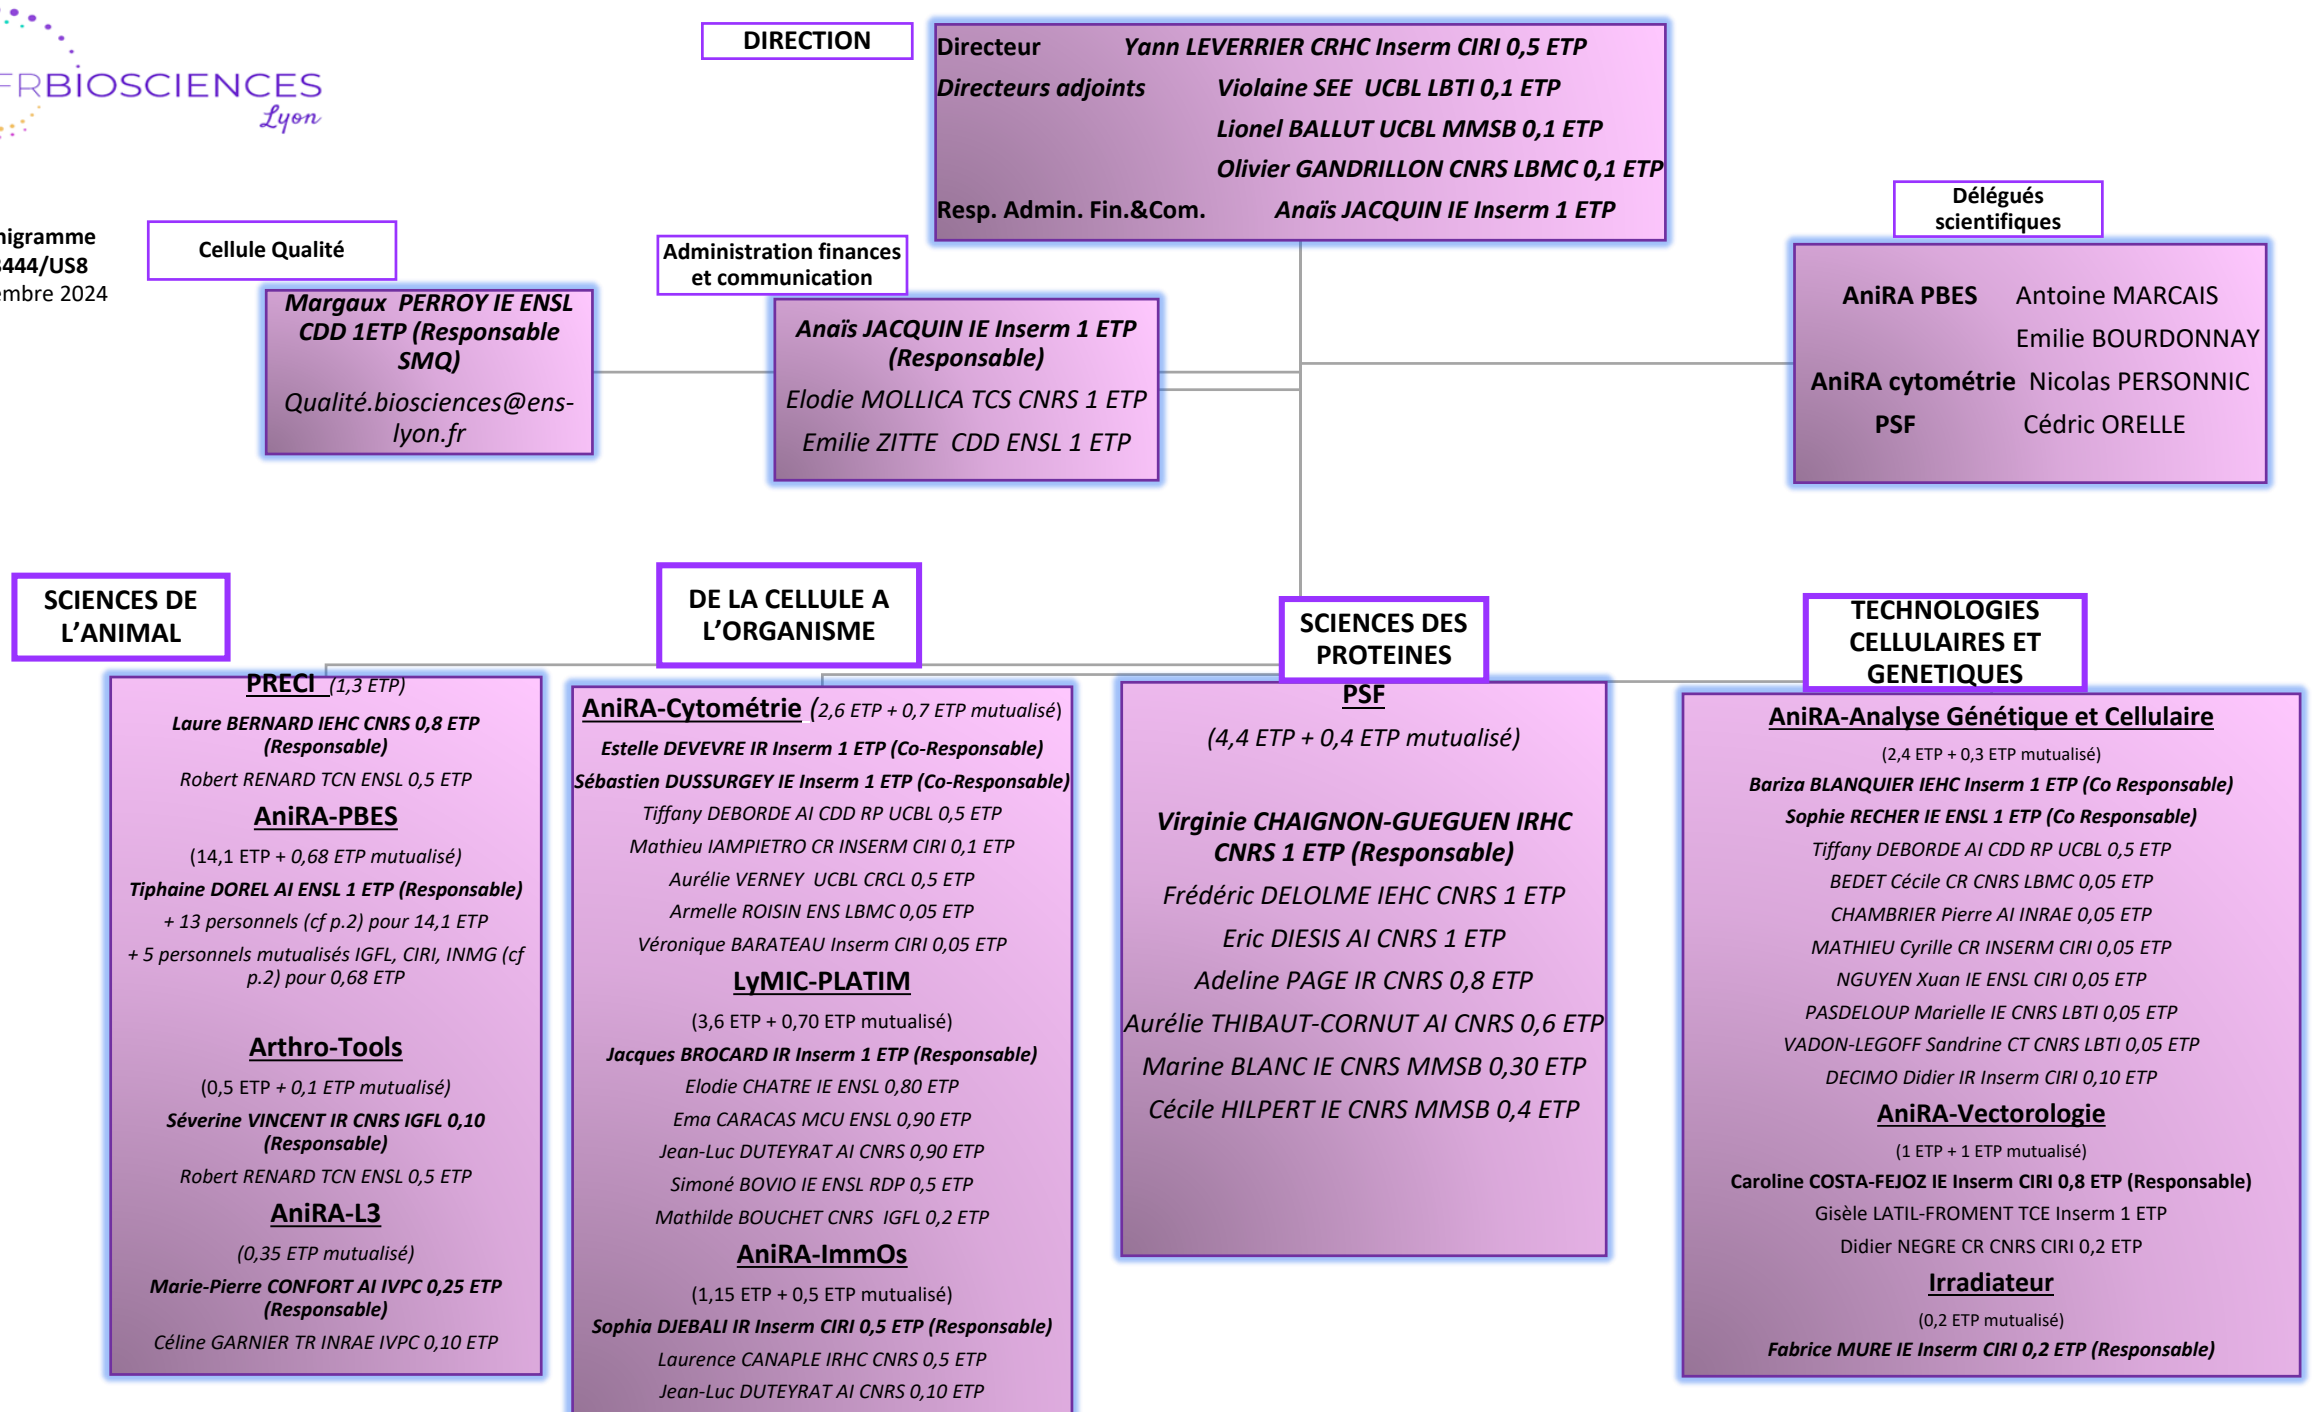 FRBIOSCIENCES
Lyon
nigramme
3444/US8
embre 2024
DIRECTION
Directeur Yann LEVERRIER CRHC Inserm CIRI 0,5 ETP
Directeurs adjoints Violaine SEE UCBL LBTI 0,1 ETP
Lionel BALLUT UCBL MMSB 0,1 ETP
Olivier GANDRILLON CNRS LBMC 0,1 ETP
Resp. Admin. Fin.&Com. Anaïs JACQUIN IE Inserm 1 ETP
Cellule Qualité
Margaux PERROY IE ENSL
CDD 1ETP (Responsable
SMQ)
Qualité.biosciences@ens-
lyon.fr
Administration finances
et communication
Anaïs JACQUIN IE Inserm 1 ETP
(Responsable)
Elodie MOLLICA TCS CNRS 1 ETP
Emilie ZITTE CDD ENSL 1 ETP
Délégués
scientifiques
AniRA PBES Antoine MARCAIS
Emilie BOURDONNAY
AniRA cytométrie Nicolas PERSONNIC
PSF Cédric ORELLE
SCIENCES DE
L’ANIMAL
PRECI (1,3 ETP)
Laure BERNARD IEHC CNRS 0,8 ETP
(Responsable)
Robert RENARD TCN ENSL 0,5 ETP
AniRA-PBES
(14,1 ETP + 0,68 ETP mutualisé)
Tiphaine DOREL AI ENSL 1 ETP (Responsable)
+ 13 personnels (cf p.2) pour 14,1 ETP
+ 5 personnels mutualisés IGFL, CIRI, INMG (cf
p.2) pour 0,68 ETP
Arthro-Tools
(0,5 ETP + 0,1 ETP mutualisé)
Séverine VINCENT IR CNRS IGFL 0,10
(Responsable)
Robert RENARD TCN ENSL 0,5 ETP
AniRA-L3
(0,35 ETP mutualisé)
Marie-Pierre CONFORT AI IVPC 0,25 ETP
(Responsable)
Céline GARNIER TR INRAE IVPC 0,10 ETP
DE LA CELLULE A
L’ORGANISME
AniRA-Cytométrie (2,6 ETP + 0,7 ETP mutualisé)
Estelle DEVEVRE IR Inserm 1 ETP (Co-Responsable)
Sébastien DUSSURGEY IE Inserm 1 ETP (Co-Responsable)
Tiffany DEBORDE AI CDD RP UCBL 0,5 ETP
Mathieu IAMPIETRO CR INSERM CIRI 0,1 ETP
Aurélie VERNEY UCBL CRCL 0,5 ETP
Armelle ROISIN ENS LBMC 0,05 ETP
Véronique BARATEAU Inserm CIRI 0,05 ETP
LyMIC-PLATIM
(3,6 ETP + 0,70 ETP mutualisé)
Jacques BROCARD IR Inserm 1 ETP (Responsable)
Elodie CHATRE IE ENSL 0,80 ETP
Ema CARACAS MCU ENSL 0,90 ETP
Jean-Luc DUTEYRAT AI CNRS 0,90 ETP
Simoné BOVIO IE ENSL RDP 0,5 ETP
Mathilde BOUCHET CNRS IGFL 0,2 ETP
AniRA-ImmOs
(1,15 ETP + 0,5 ETP mutualisé)
Sophia DJEBALI IR Inserm CIRI 0,5 ETP (Responsable)
Laurence CANAPLE IRHC CNRS 0,5 ETP
Jean-Luc DUTEYRAT AI CNRS 0,10 ETP
SCIENCES DES
PROTEINES
PSF
(4,4 ETP + 0,4 ETP mutualisé)
Virginie CHAIGNON-GUEGUEN IRHC
CNRS 1 ETP (Responsable)
Frédéric DELOLME IEHC CNRS 1 ETP
Eric DIESIS AI CNRS 1 ETP
Adeline PAGE IR CNRS 0,8 ETP
Aurélie THIBAUT-CORNUT AI CNRS 0,6 ETP
Marine BLANC IE CNRS MMSB 0,30 ETP
Cécile HILPERT IE CNRS MMSB 0,4 ETP
TECHNOLOGIES
CELLULAIRES ET
GENETIQUES
AniRA-Analyse Génétique et Cellulaire
(2,4 ETP + 0,3 ETP mutualisé)
Bariza BLANQUIER IEHC Inserm 1 ETP (Co Responsable)
Sophie RECHER IE ENSL 1 ETP (Co Responsable)
Tiffany DEBORDE AI CDD RP UCBL 0,5 ETP
BEDET Cécile CR CNRS LBMC 0,05 ETP
CHAMBRIER Pierre AI INRAE 0,05 ETP
MATHIEU Cyrille CR INSERM CIRI 0,05 ETP
NGUYEN Xuan IE ENSL CIRI 0,05 ETP
PASDELOUP Marielle IE CNRS LBTI 0,05 ETP
VADON-LEGOFF Sandrine CT CNRS LBTI 0,05 ETP
DECIMO Didier IR Inserm CIRI 0,10 ETP
AniRA-Vectorologie
(1 ETP + 1 ETP mutualisé)
Caroline COSTA-FEJOZ IE Inserm CIRI 0,8 ETP (Responsable)
Gisèle LATIL-FROMENT TCE Inserm 1 ETP
Didier NEGRE CR CNRS CIRI 0,2 ETP
Irradiateur
(0,2 ETP mutualisé)
Fabrice MURE IE Inserm CIRI 0,2 ETP (Responsable)